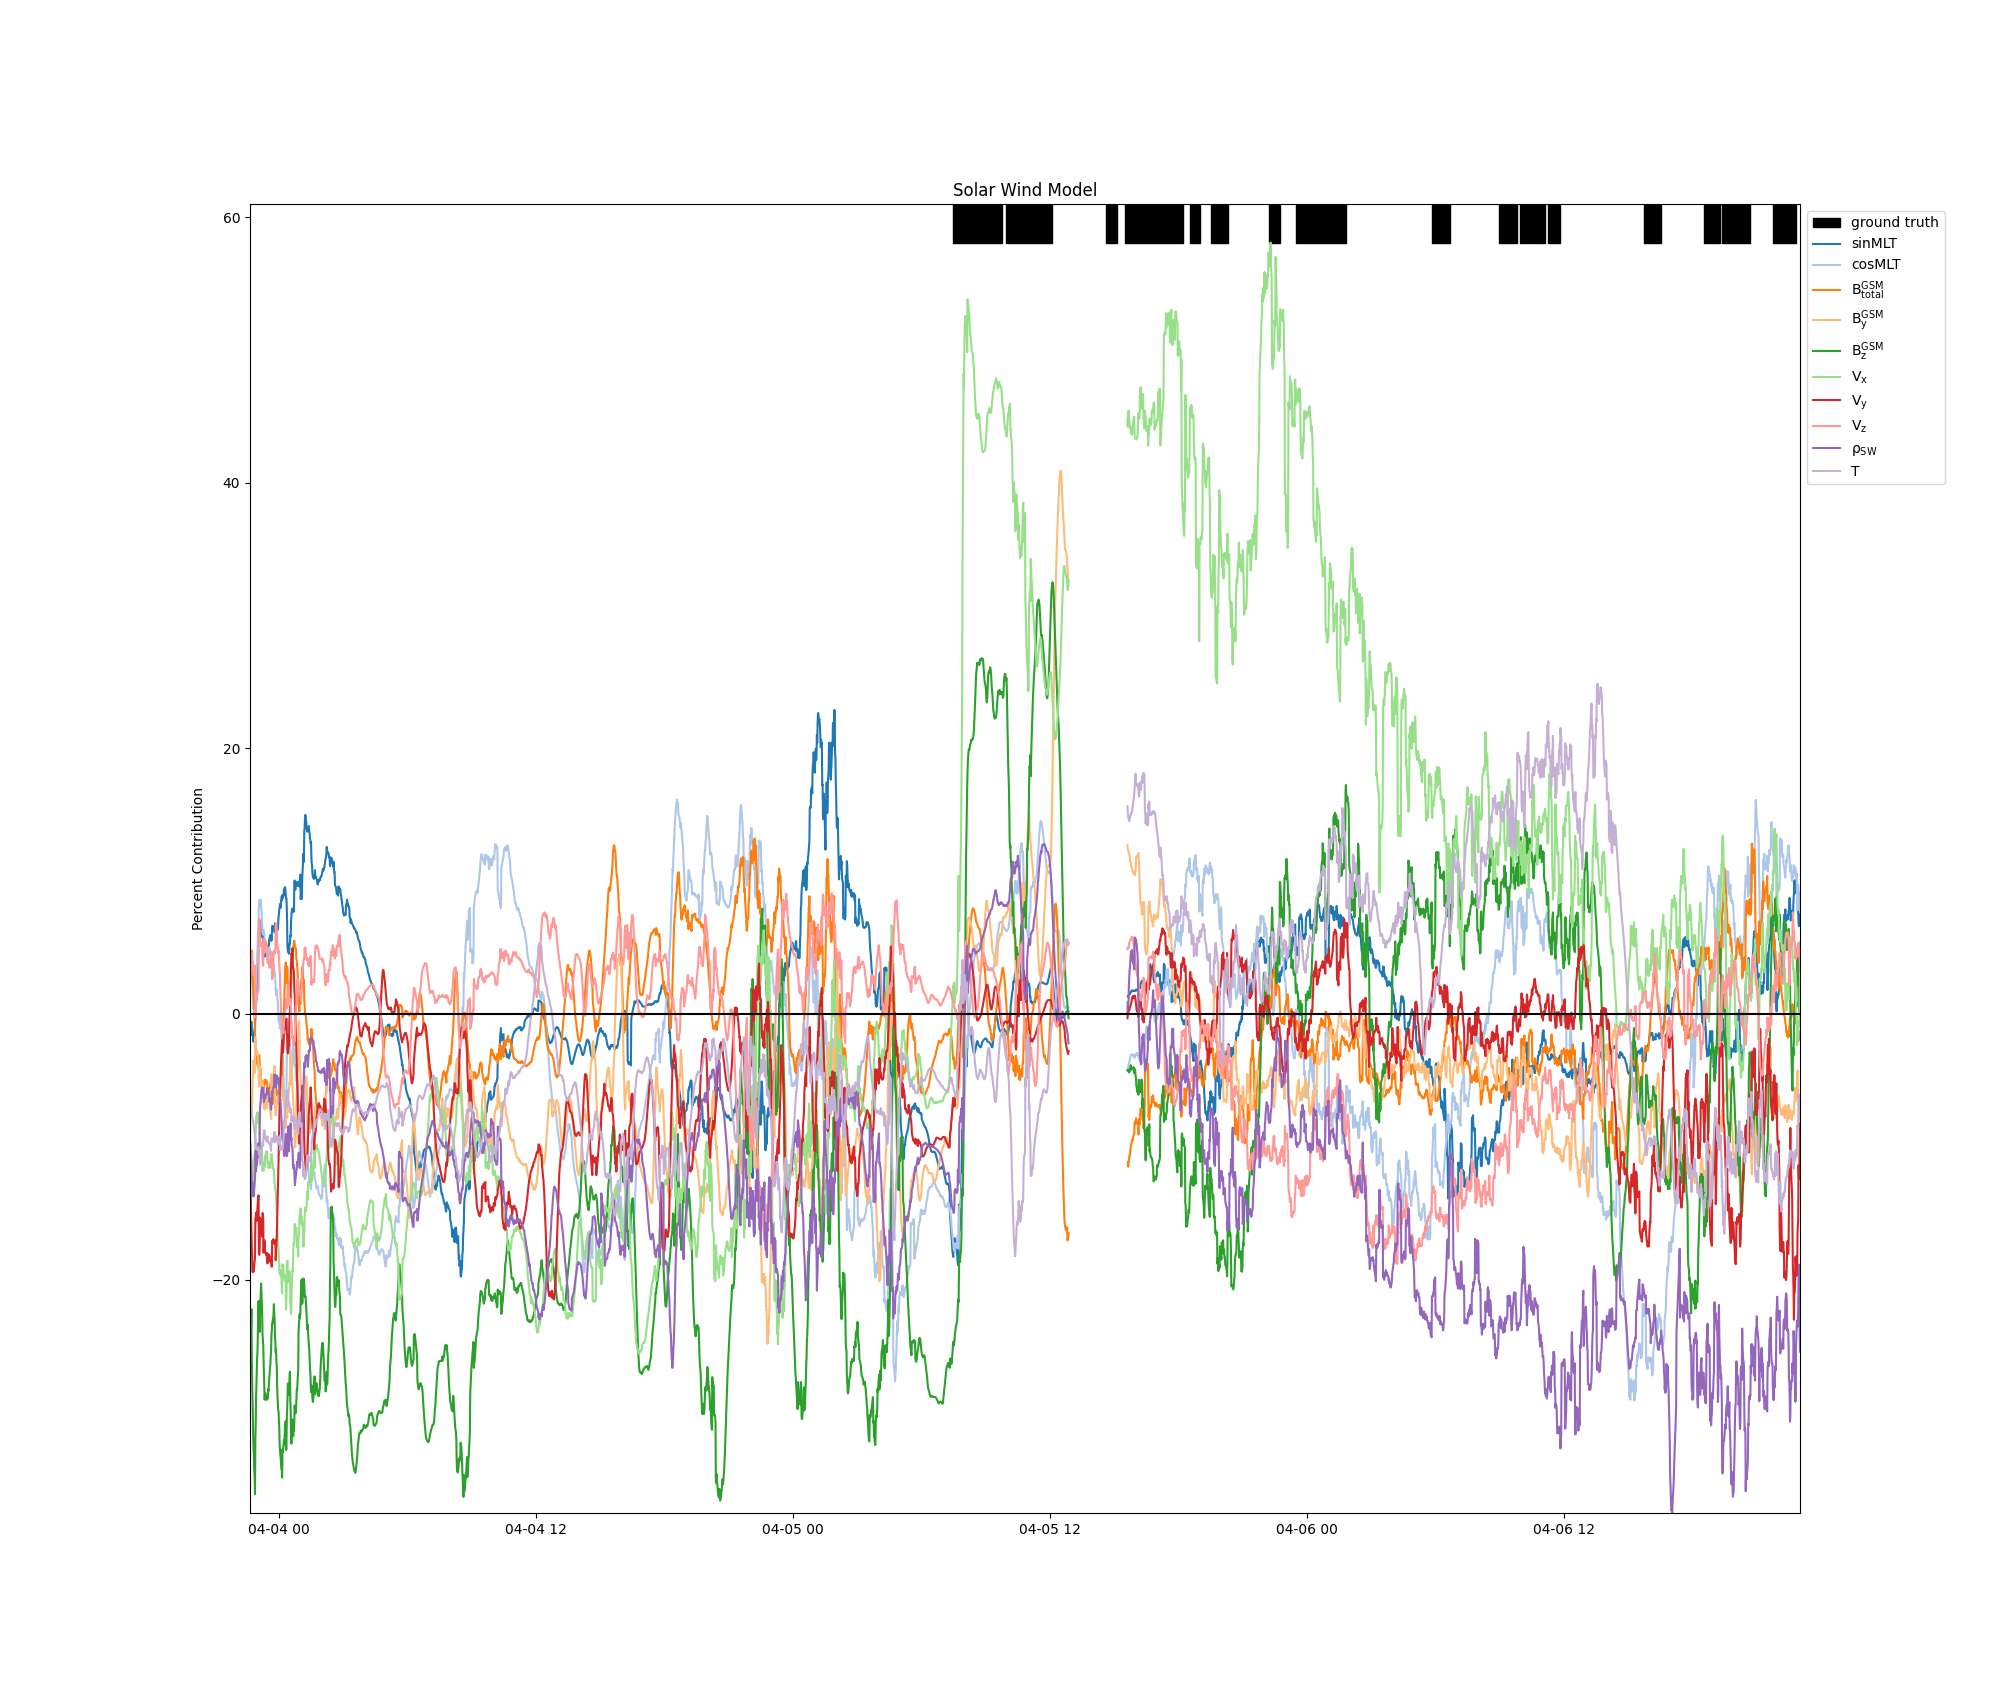 Solar Wind Model
60
40
20
0
−20
Percent Contribution
04-04 00
04-04 12
04-05 00
04-05 12
04-06 00
04-06 12
ground truth
sinMLT
cosMLT
B_total^GSM
B_y^GSM
B_z^GSM
V_x
V_y
V_z
ρ_SW
T